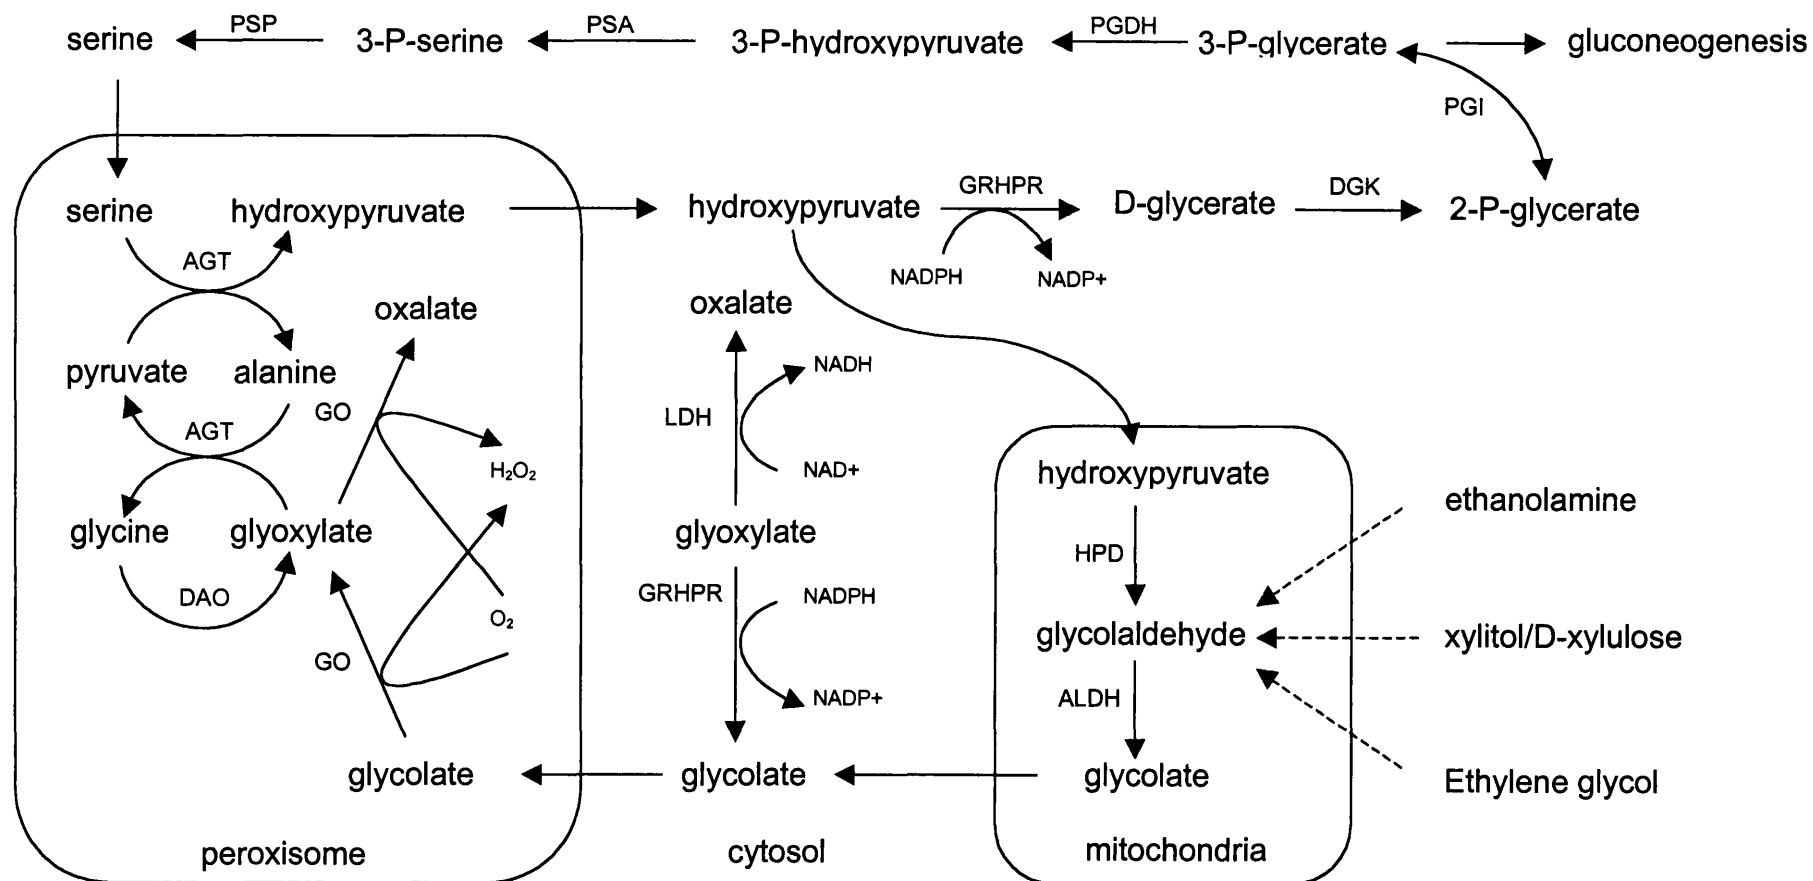 serine PSP 3-P-serine PSA 3-P-hydroxypyruvate PGDH 3-P-glycerate gluconeogenesis
PGI
serine hydroxypyruvate hydroxypyruvate GRHPR D-glycerate DGK 2-P-glycerate
AGT NADPH NADP+
oxalate oxalate
pyruvate alanine NADH
GO LDH
AGT H₂O₂ NAD+ hydroxypyruvate
ethanolamine
glycine glyoxylate glyoxylate HPD
DAO O₂ GRHPR NADPH
glycolaldehyde xylitol/D-xylulose
GO NADP+ ALDH
glycolate glycolate glycolate Ethylene glycol
peroxisome cytosol mitochondria